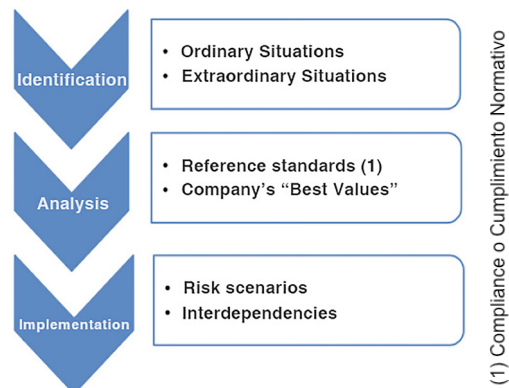 Identification
• Ordinary Situations
• Extraordinary Situations
Analysis
• Reference standards (1)
• Company’s “Best Values”
Implementation
• Risk scenarios
• Interdependencies
(1) Compliance o Cumplimiento Normativo